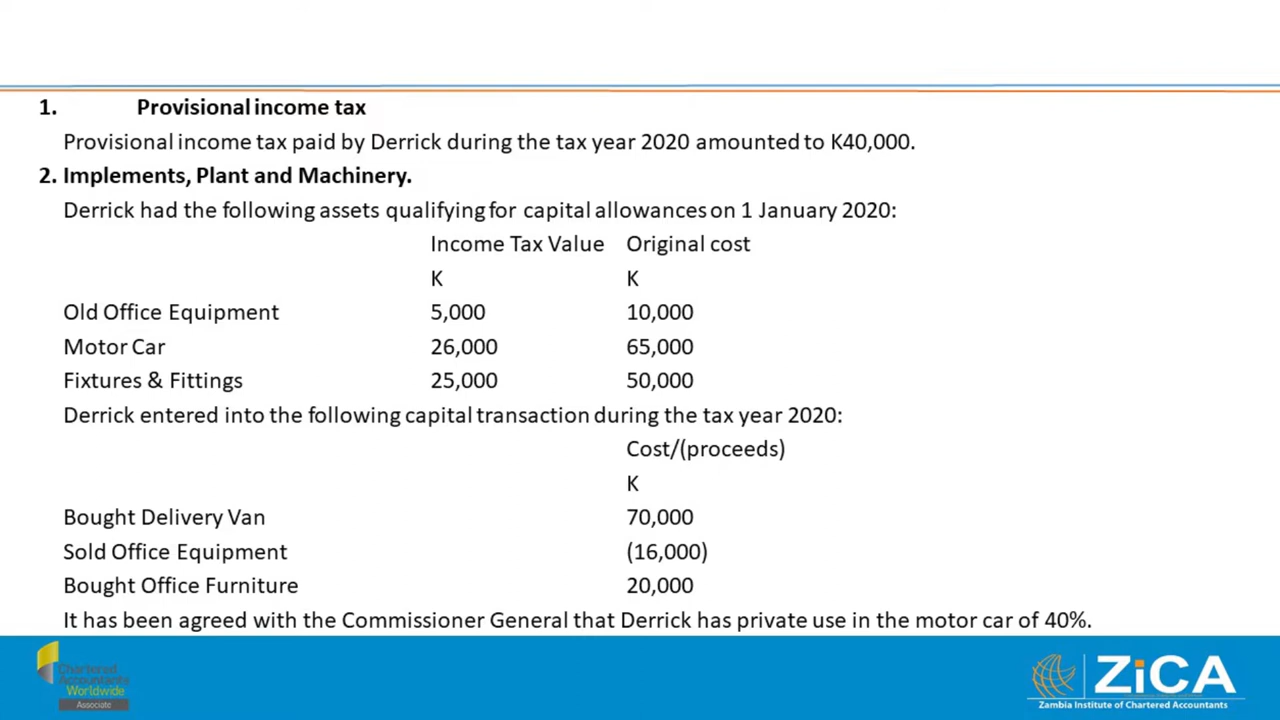 1. Provisional income tax
Provisional income tax paid by Derrick during the tax year 2020 amounted to K40,000.
2. Implements, Plant and Machinery.
Derrick had the following assets qualifying for capital allowances on 1 January 2020:
Income Tax Value Original cost
K K
Old Office Equipment 5,000 10,000
Motor Car 26,000 65,000
Fixtures & Fittings 25,000 50,000
Derrick entered into the following capital transaction during the tax year 2020:
Cost/(proceeds)
K
Bought Delivery Van 70,000
Sold Office Equipment (16,000)
Bought Office Furniture 20,000
It has been agreed with the Commissioner General that Derrick has private use in the motor car of 40%.
Chartered
Accountants
Worldwide
Associate
ZiCA
Zambia Institute of Chartered Accountants